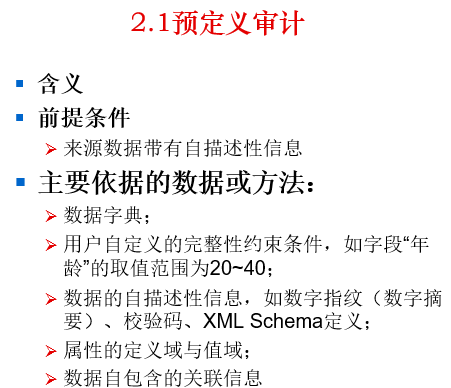 2.1预定义审计
含义
前提条件
来源数据带有自描述性信息
主要依据的数据或方法：
数据字典；
用户自定义的完整性约束条件，如字段“年
龄”的取值范围为20~40；
数据的自描述性信息，如数字指纹（数字摘
要）、校验码、XML Schema定义；
属性的定义域与值域；
数据自包含的关联信息